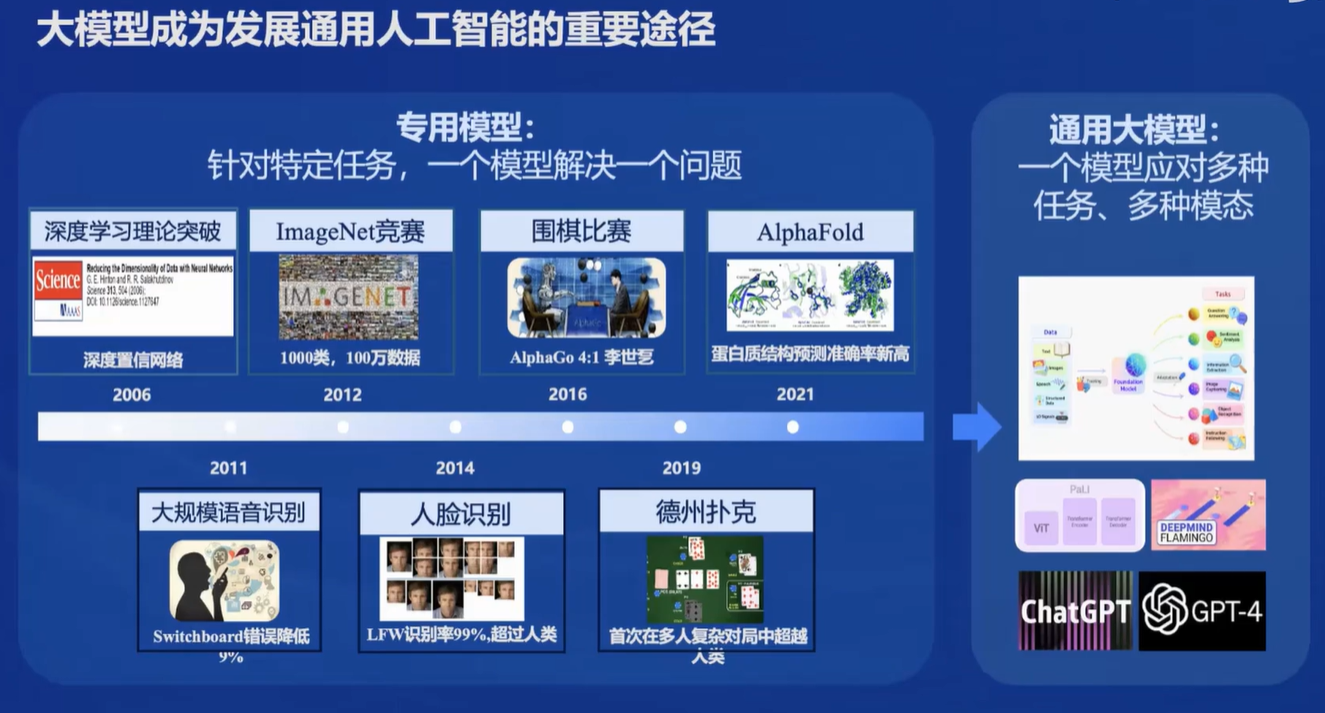 大模型成为发展通用人工智能的重要途径
专用模型：
针对特定任务，一个模型解决一个问题
深度学习理论突破
Science
Reducing the Dimensionality of Data with Neural Networks
G. E. Hinton and R. R. Salakhutdinov
Science 313, 504 (2006);
DOI: 10.1126/science.1127647
AAAS
深度置信网络
2006
ImageNet竞赛
IMAGENET
1000类，100万数据
2012
围棋比赛
AlphaGo 4:1 李世乭
2016
AlphaFold
蛋白质结构预测准确率新高
2021
2011
大规模语音识别
Switchboard错误降低
9%
2014
人脸识别
LFW识别率99%,超过人类
2019
德州扑克
首次在多人复杂对局中超越
人类
通用大模型：
一个模型应对多种
任务、多种模态
Data
Text
Images
Speech
Structured
Data
3D Signals
Training
Foundation
Model
Adaptation
Tasks
Question
Answering
Sentiment
Analysis
Information
Extraction
Image
Captioning
Object
Recognition
Instruction
Following
PaLI
ViT
Transformer
Encoder
Transformer
Decoder
DEEPMIND
FLAMINGO
ChatGPT
GPT-4